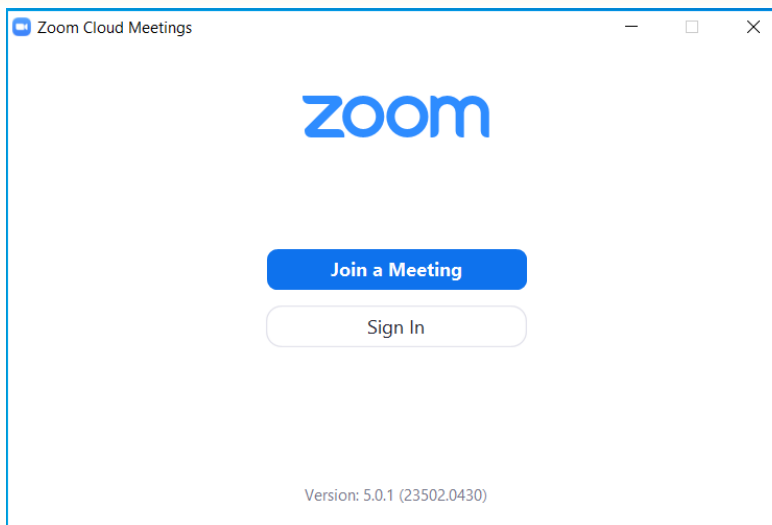 Zoom Cloud Meetings
zoom
Join a Meeting
Sign In
Version: 5.0.1 (23502.0430)